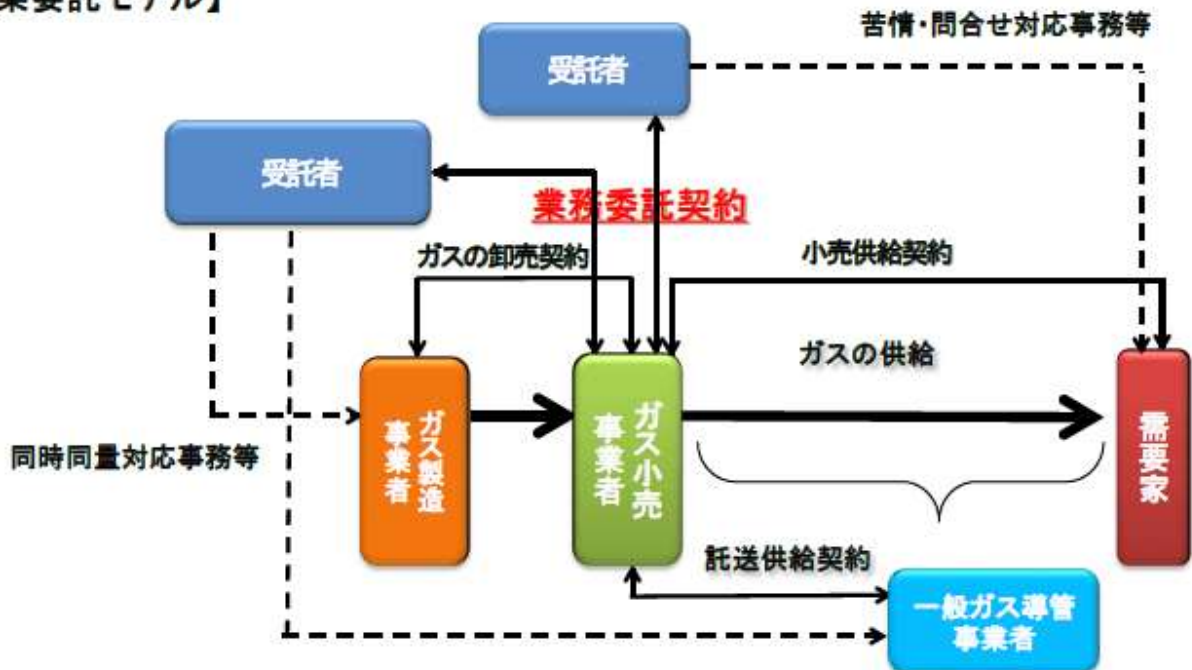 業委託モデル】
苦情・問合せ対応事務等
受託者
受託者
業務委託契約
ガスの卸売契約
小売供給契約
ガスの供給
ガス製造
事業者
ガス小売
事業者
需要家
同時同量対応事務等
託送供給契約
一般ガス導管
事業者